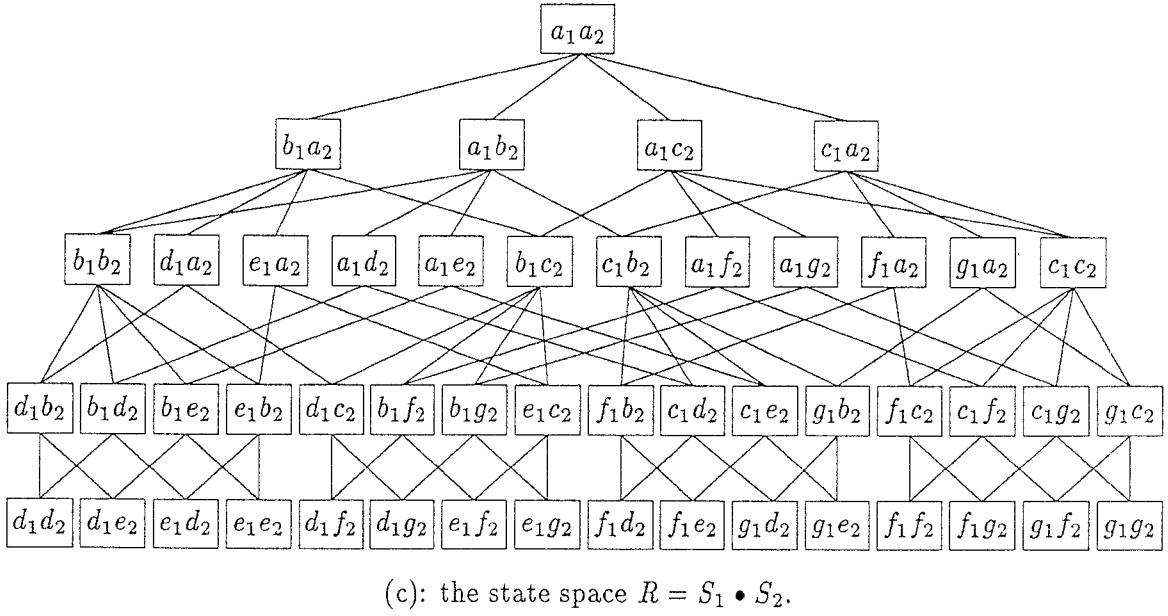 a₁a₂
b₁a₂ a₁b₂ a₁c₂ c₁a₂
b₁b₂ d₁a₂ e₁a₂ a₁d₂ a₁e₂ b₁c₂ c₁b₂ a₁f₂ a₁g₂ f₁a₂ g₁a₂ c₁c₂
d₁b₂ b₁d₂ b₁e₂ e₁b₂ d₁c₂ b₁f₂ b₁g₂ e₁c₂ f₁b₂ c₁d₂ c₁e₂ g₁b₂ f₁c₂ c₁f₂ c₁g₂ g₁c₂
d₁d₂ d₁e₂ e₁d₂ e₁e₂ d₁f₂ d₁g₂ e₁f₂ e₁g₂ f₁d₂ f₁e₂ g₁d₂ g₁e₂ f₁f₂ f₁g₂ g₁f₂ g₁g₂
(c): the state space R = S₁ • S₂.